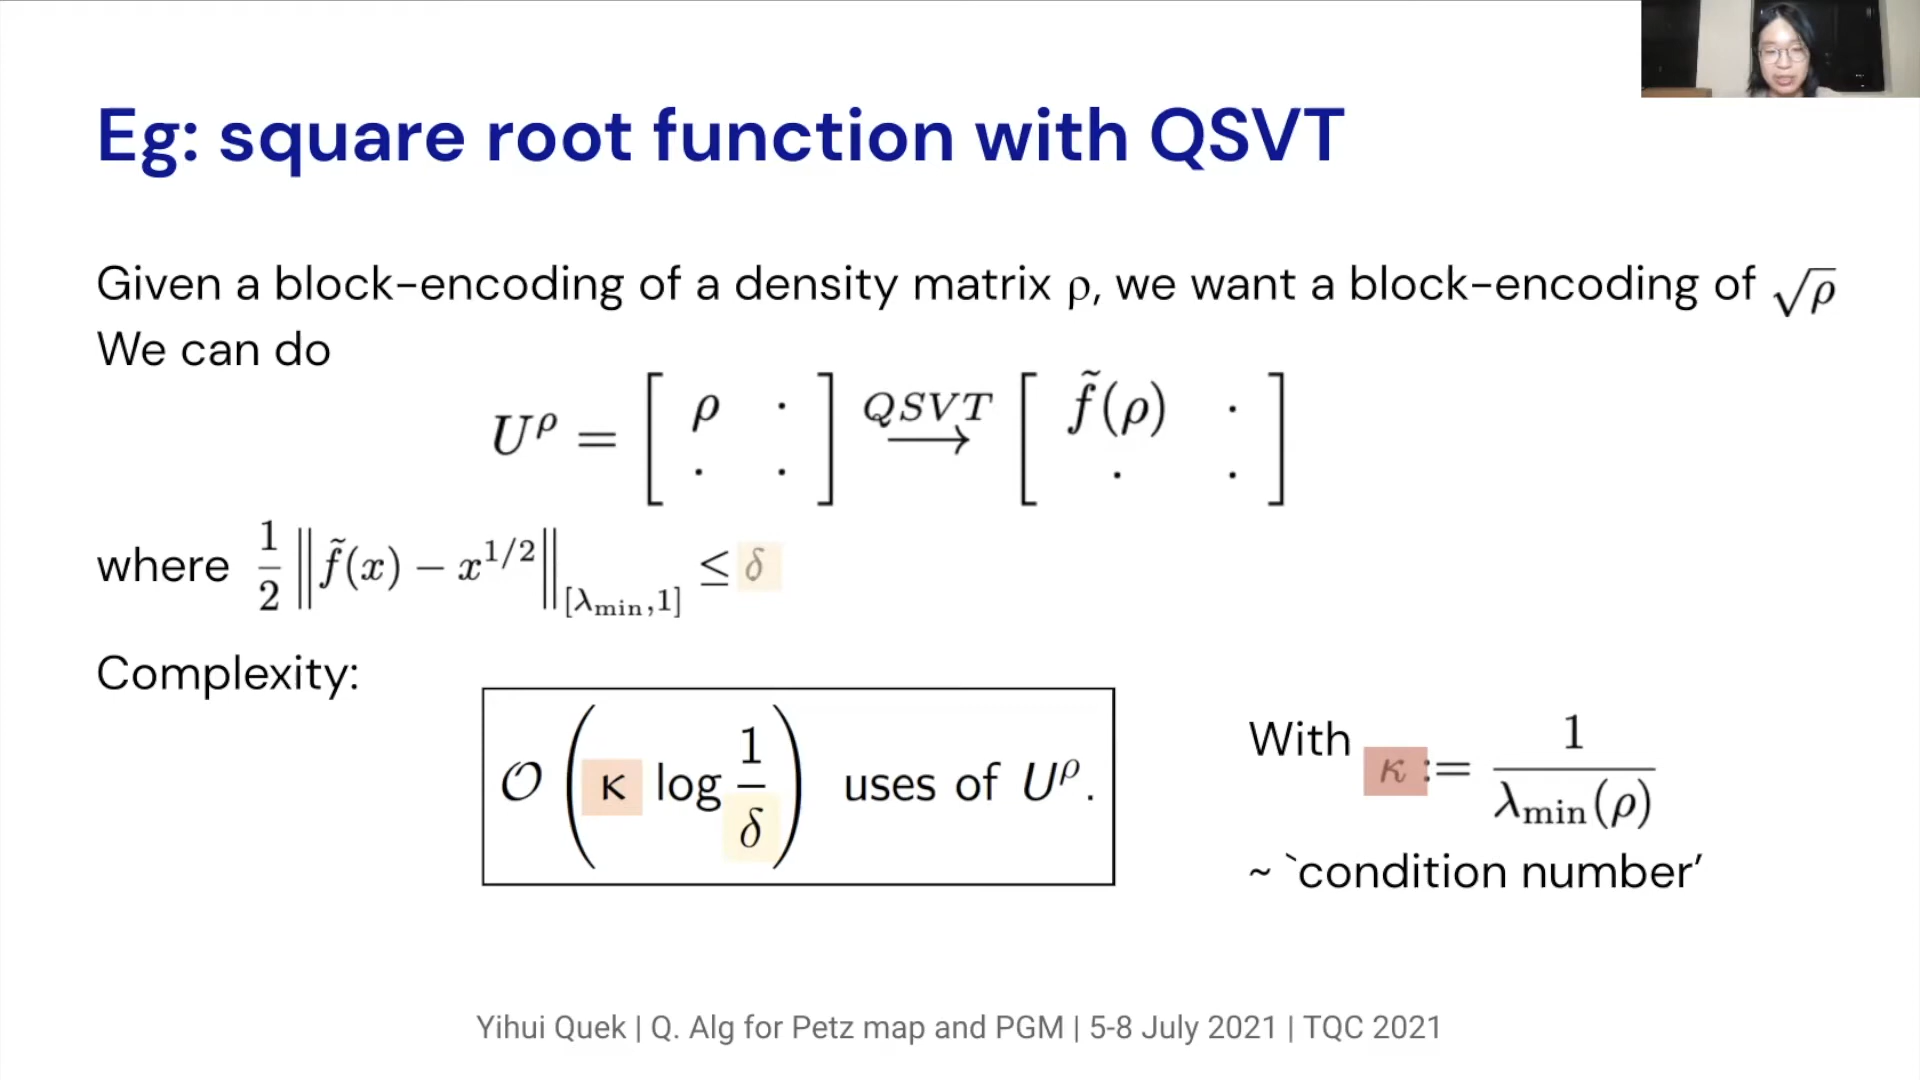 Eg: square root function with QSVT
Given a block-encoding of a density matrix ρ, we want a block-encoding of √ρ
We can do
U^ρ = [ ρ · ; · · ] QSVT⟶ [ f̃(ρ) · ; · · ]
where 1/2 ‖f̃(x) − x^{1/2}‖_{[λ_min,1]} ≤ δ
Complexity:
O(κ log 1/δ) uses of U^ρ.
With κ := 1/λ_min(ρ)
~ `condition number’
Yihui Quek | Q. Alg for Petz map and PGM | 5-8 July 2021 | TQC 2021